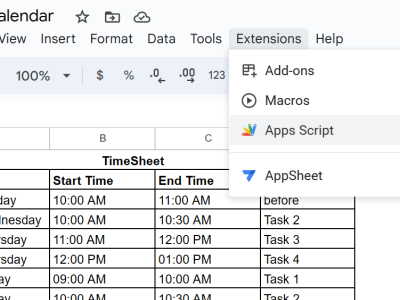 alendar
View Insert Format Data Tools Extensions Help
100% $ % .0 .00 123
Add-ons
Macros
Apps Script
AppSheet
B C
TimeSheet
Start Time End Time
day 10:00 AM 11:00 AM before
dnesday 10:00 AM 10:30 AM Task 2
rsday 11:00 AM 12:00 PM Task 3
rsday 12:00 PM 01:00 PM Task 4
ay 09:00 AM 10:00 AM Task 1
ay 10:00 AM 10:30 AM Task 2